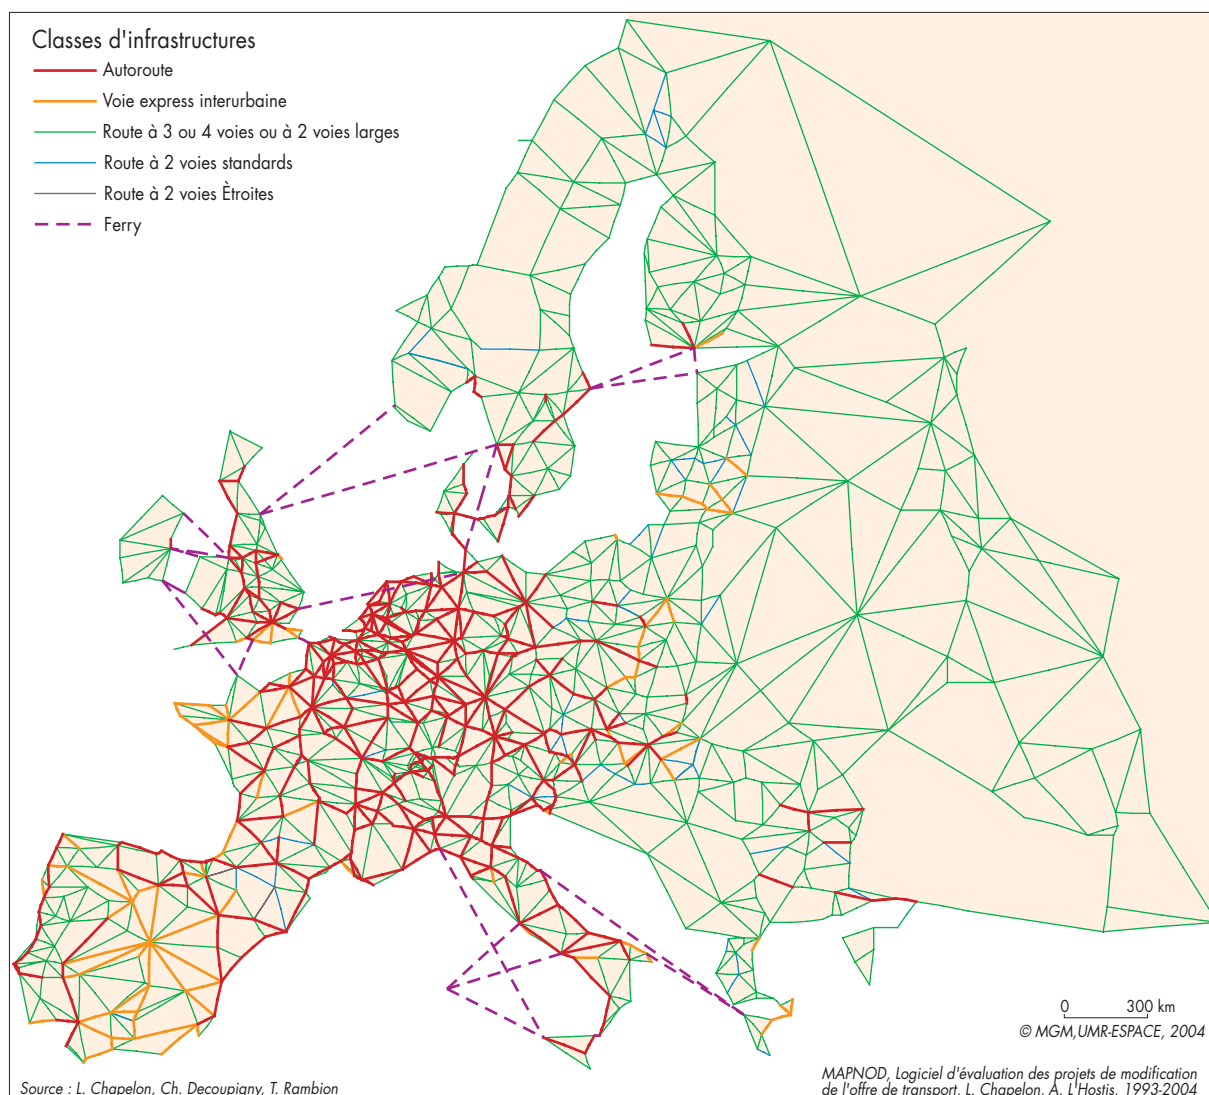 Classes d'infrastructures
Autoroute
Voie express interurbaine
Route à 3 ou 4 voies ou à 2 voies larges
Route à 2 voies standards
Route à 2 voies Ètroites
Ferry
0 300 km
© MGM,UMR-ESPACE, 2004
Source : L. Chapelon, Ch. Decoupigny, T. Rambion
MAPNOD, Logiciel d'évaluation des projets de modification
de l'offre de transport, L. Chapelon, A. L'Hostis, 1993-2004